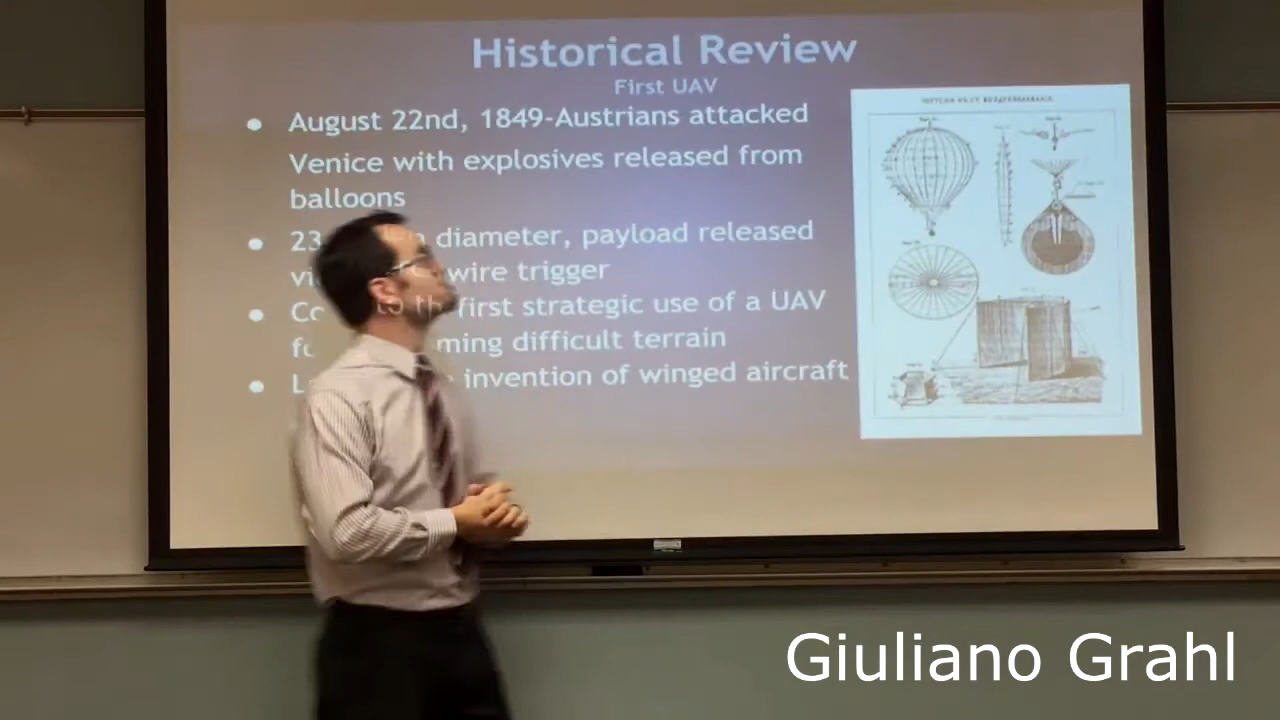 Historical Review
First UAV
August 22nd, 1849-Austrians attacked
Venice with explosives released from
balloons
23 diameter, payload released
wire trigger
the first strategic use of a UAV
difficult terrain
invention of winged aircraft
Giuliano Grahl